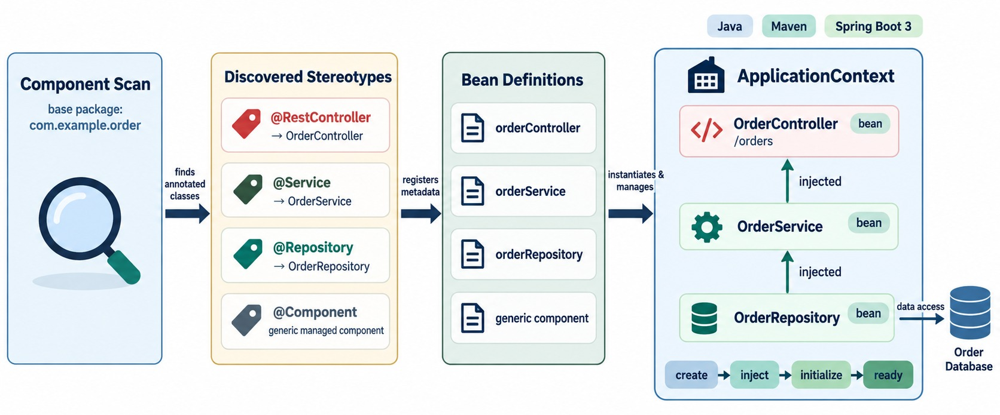 Java
Maven
Spring Boot 3
Component Scan
base package:
com.example.order
finds
annotated
classes
Discovered Stereotypes
@RestController
→ OrderController
@Service
→ OrderService
@Repository
→ OrderRepository
@Component
generic managed component
registers
metadata
Bean Definitions
orderController
orderService
orderRepository
generic component
instantiates &
manages
ApplicationContext
OrderController
/orders
bean
injected
OrderService
bean
injected
OrderRepository
bean
data access
Order
Database
create
inject
initialize
ready